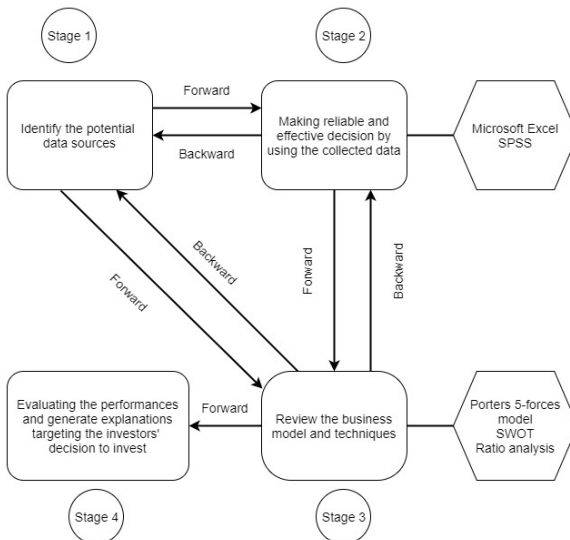 Stage 1
Stage 2
Identify the potential
data sources
Forward
Backward
Making reliable and
effective decision by
using the collected data
Microsoft Excel
SPSS
Forward
Backward
Forward
Backward
Evaluating the performances
and generate explanations
targeting the investors'
decision to invest
Forward
Review the business
model and techniques
Porters 5-forces
model
SWOT
Ratio analysis
Stage 4
Stage 3